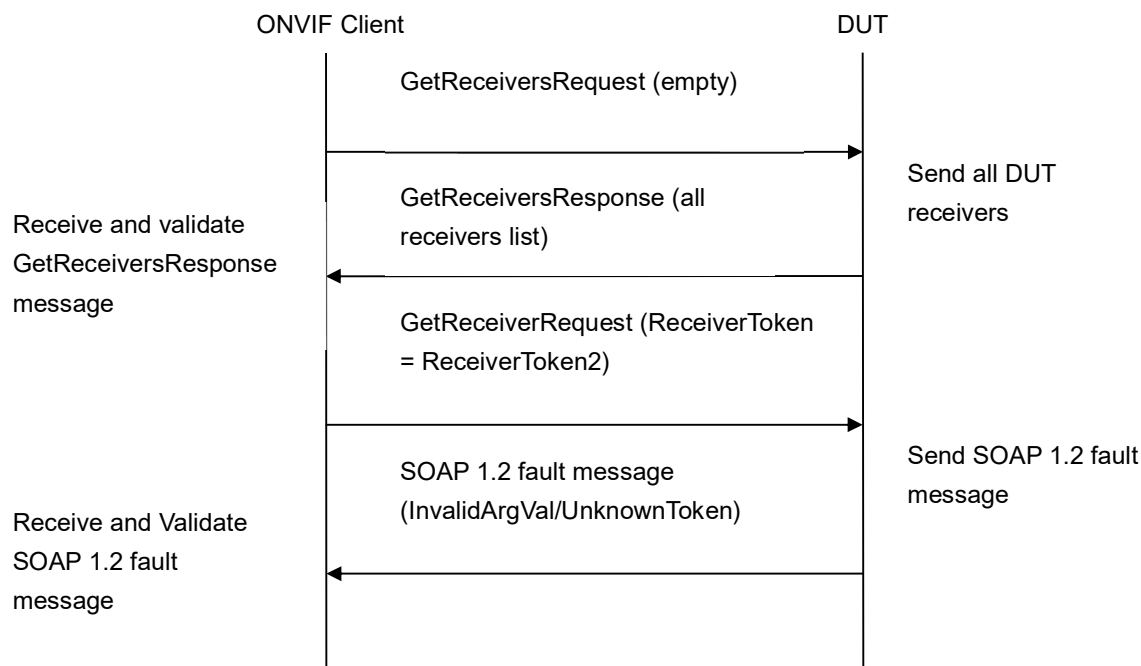 ONVIF Client
DUT
GetReceiversRequest (empty)
Send all DUT
receivers
GetReceiversResponse (all
receivers list)
Receive and validate
GetReceiversResponse
message
GetReceiverRequest (ReceiverToken
= ReceiverToken2)
Send SOAP 1.2 fault
message
SOAP 1.2 fault message
(InvalidArgVal/UnknownToken)
Receive and Validate
SOAP 1.2 fault
message